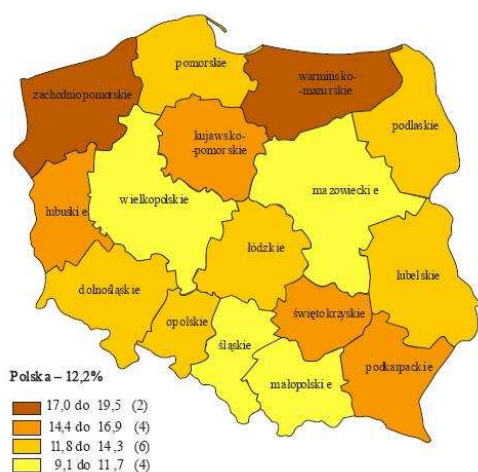 pomorskie
warmińsko-
-mazurskie
zachodniopomorskie
podlaskie
kujawsko-
-pomorskie
mazowieckie
wielkopolskie
lubuskie
łódzkie
lubelskie
dolnośląskie
opolskie
świętokrzyskie
śląskie
podkarpackie
małopolskie
Polska – 12,2%
17,0 do 19,5 (2)
14,4 do 16,9 (4)
11,8 do 14,3 (6)
9,1 do 11,7 (4)